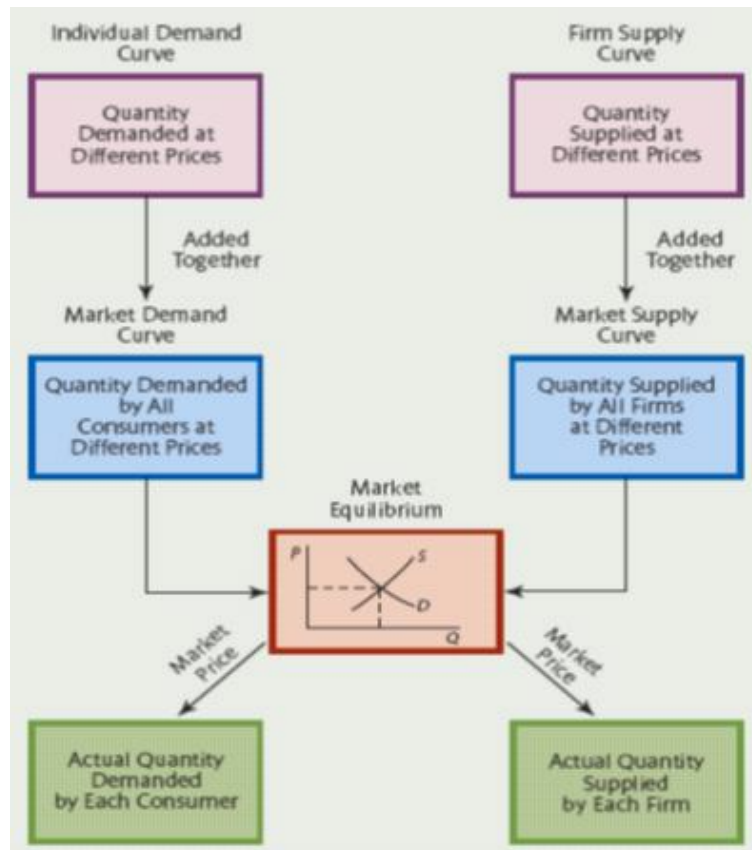 Individual Demand
Curve
Quantity
Demanded at
Different Prices
Added
Together
Market Demand
Curve
Quantity Demanded
by All
Consumers at
Different Prices
Firm Supply
Curve
Quantity
Supplied at
Different Prices
Added
Together
Market Supply
Curve
Quantity Supplied
by All Firms
at Different
Prices
Market
Equilibrium
P
S
D
Q
Market
Price
Market
Price
Actual Quantity
Demanded
by Each Consumer
Actual Quantity
Supplied
by Each Firm